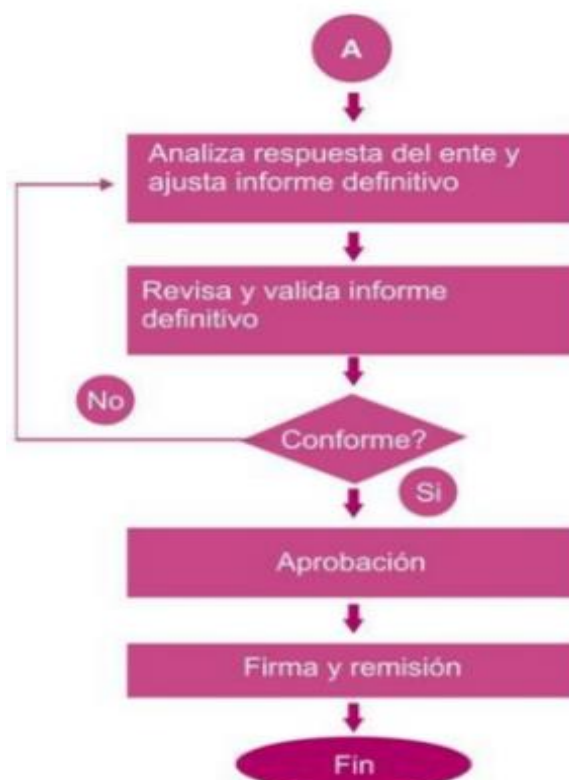 A
Analiza respuesta del ente y
ajusta informe definitivo
Revisa y valida informe
definitivo
No
Conforme?
Si
Aprobación
Firma y remisión
Fin